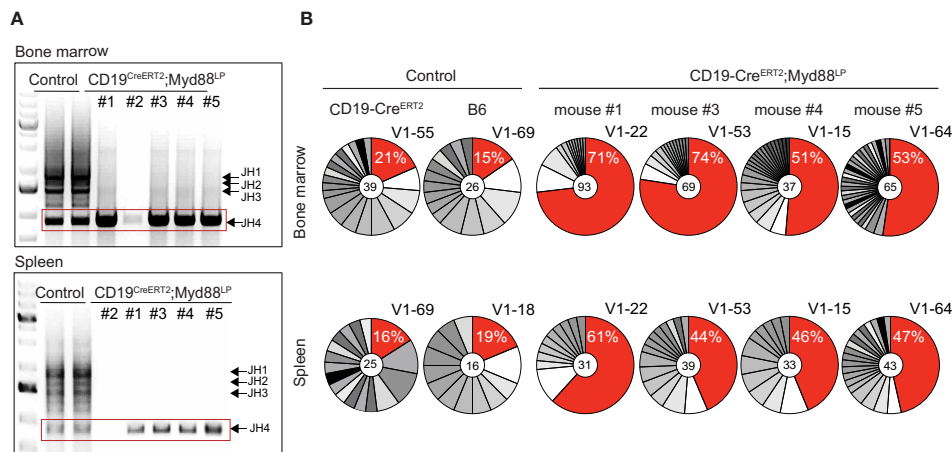 A
Bone marrow
Control CD19CreERT2;Myd88LP
#1 #2 #3 #4 #5
JH1
JH2
JH3
JH4
Spleen
Control CD19CreERT2;Myd88LP
#2 #1 #3 #4 #5
JH1
JH2
JH3
JH4
B
Control CD19-CreERT2;Myd88LP
CD19-CreERT2 B6 mouse #1 mouse #3 mouse #4 mouse #5
Bone marrow
V1-55 V1-69 V1-22 V1-53 V1-15 V1-64
21% 15% 71% 74% 51% 53%
39 26 93 69 37 65
Spleen
V1-69 V1-18 V1-22 V1-53 V1-15 V1-64
16% 19% 61% 44% 46% 47%
25 16 31 39 33 43